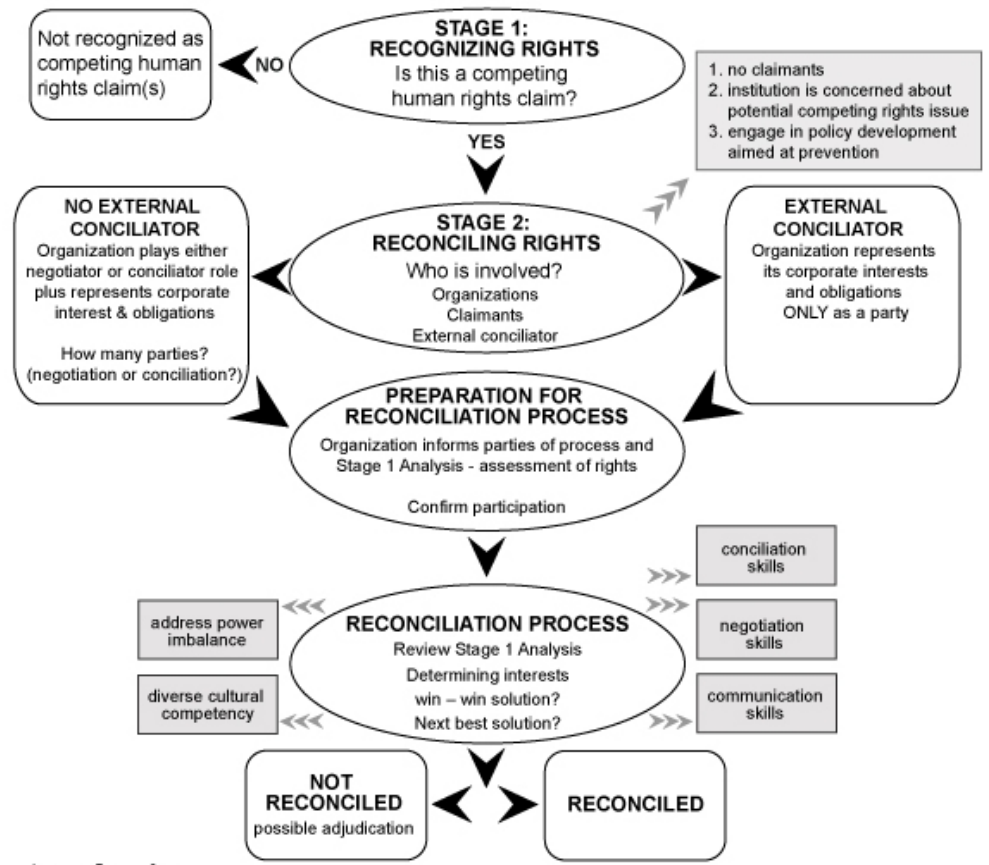 STAGE 1:
RECOGNIZING RIGHTS
Is this a competing
human rights claim?
NO
Not recognized as
competing human
rights claim(s)
YES
1. no claimants
2. institution is concerned about
potential competing rights issue
3. engage in policy development
aimed at prevention
STAGE 2:
RECONCILING RIGHTS
Who is involved?
Organizations
Claimants
External conciliator
NO EXTERNAL
CONCILIATOR
Organization plays either
negotiator or conciliator role
plus represents corporate
interest & obligations
How many parties?
(negotiation or conciliation?)
EXTERNAL
CONCILIATOR
Organization represents
its corporate interests
and obligations
ONLY as a party
PREPARATION FOR
RECONCILIATION PROCESS
Organization informs parties of process and
Stage 1 Analysis - assessment of rights
Confirm participation
RECONCILIATION PROCESS
Review Stage 1 Analysis
Determining interests
win – win solution?
Next best solution?
address power
imbalance
diverse cultural
competency
conciliation
skills
negotiation
skills
communication
skills
NOT
RECONCILED
possible adjudication
RECONCILED